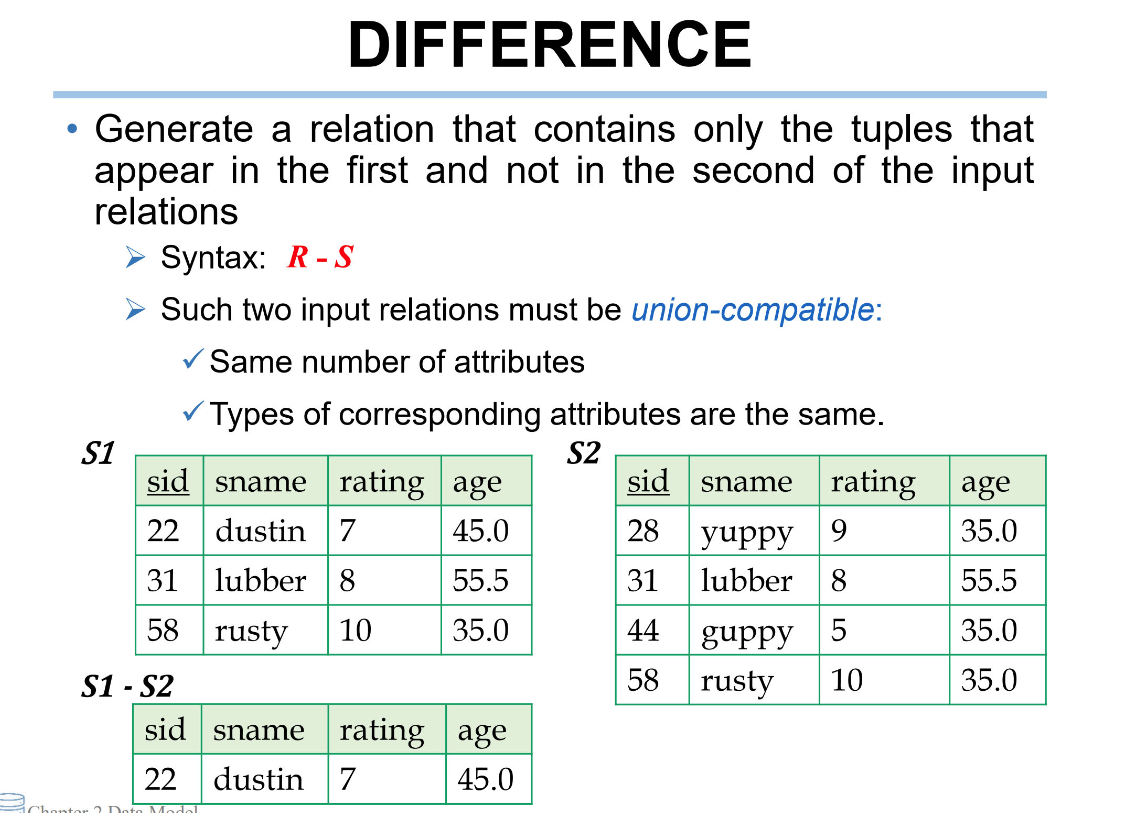 DIFFERENCE
• Generate a relation that contains only the tuples that
appear in the first and not in the second of the input
relations
➢ Syntax: R - S
➢ Such two input relations must be union-compatible:
✓ Same number of attributes
✓ Types of corresponding attributes are the same.
S1
sid sname rating age
22 dustin 7 45.0
31 lubber 8 55.5
58 rusty 10 35.0
S2
sid sname rating age
28 yuppy 9 35.0
31 lubber 8 55.5
44 guppy 5 35.0
58 rusty 10 35.0
S1 - S2
sid sname rating age
22 dustin 7 45.0
Chapter 2 Data Model